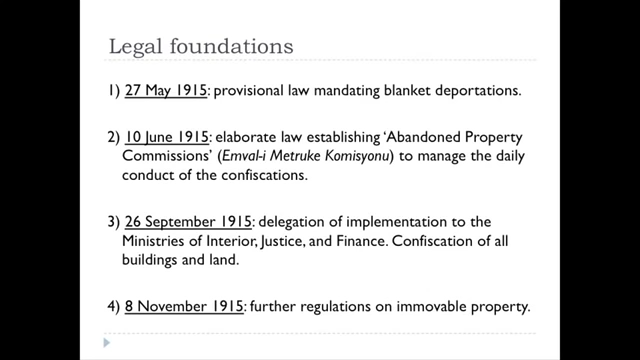 Legal foundations
1) 27 May 1915: provisional law mandating blanket deportations.
2) 10 June 1915: elaborate law establishing ‘Abandoned Property
Commissions’ (Emval-i Metruke Komisyonu) to manage the daily
conduct of the confiscations.
3) 26 September 1915: delegation of implementation to the
Ministries of Interior, Justice, and Finance. Confiscation of all
buildings and land.
4) 8 November 1915: further regulations on immovable property.